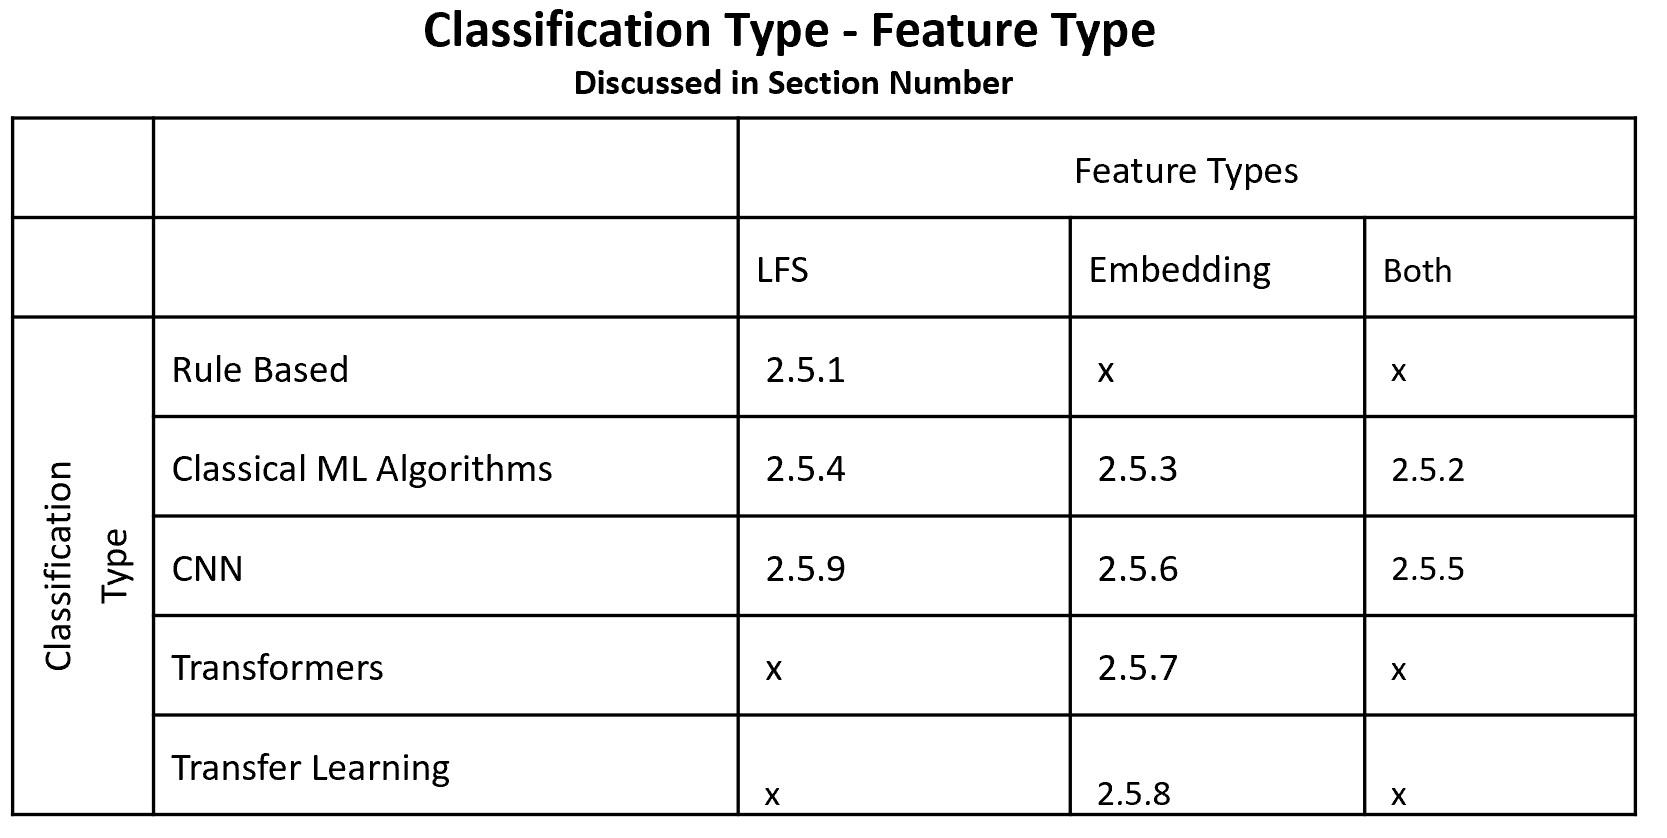 Classification Type - Feature Type
Discussed in Section Number
Feature Types
LFS Embedding Both
Classification
Type
Rule Based 2.5.1 x x
Classical ML Algorithms 2.5.4 2.5.3 2.5.2
CNN 2.5.9 2.5.6 2.5.5
Transformers x 2.5.7 x
Transfer Learning x 2.5.8 x